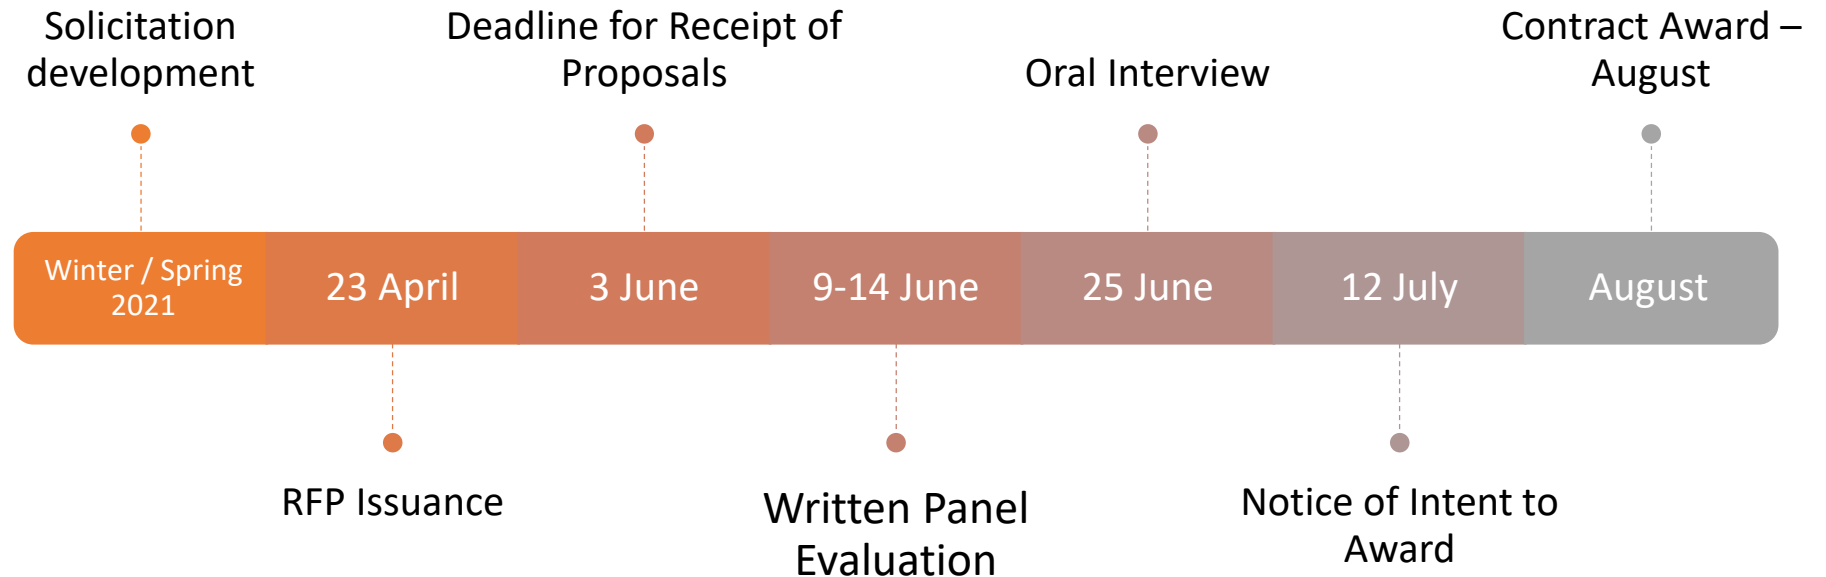 Solicitation
development
Deadline for Receipt of
Proposals
Oral Interview
Contract Award –
August
Winter / Spring
2021
23 April
3 June
9-14 June
25 June
12 July
August
RFP Issuance
Written Panel
Evaluation
Notice of Intent to
Award